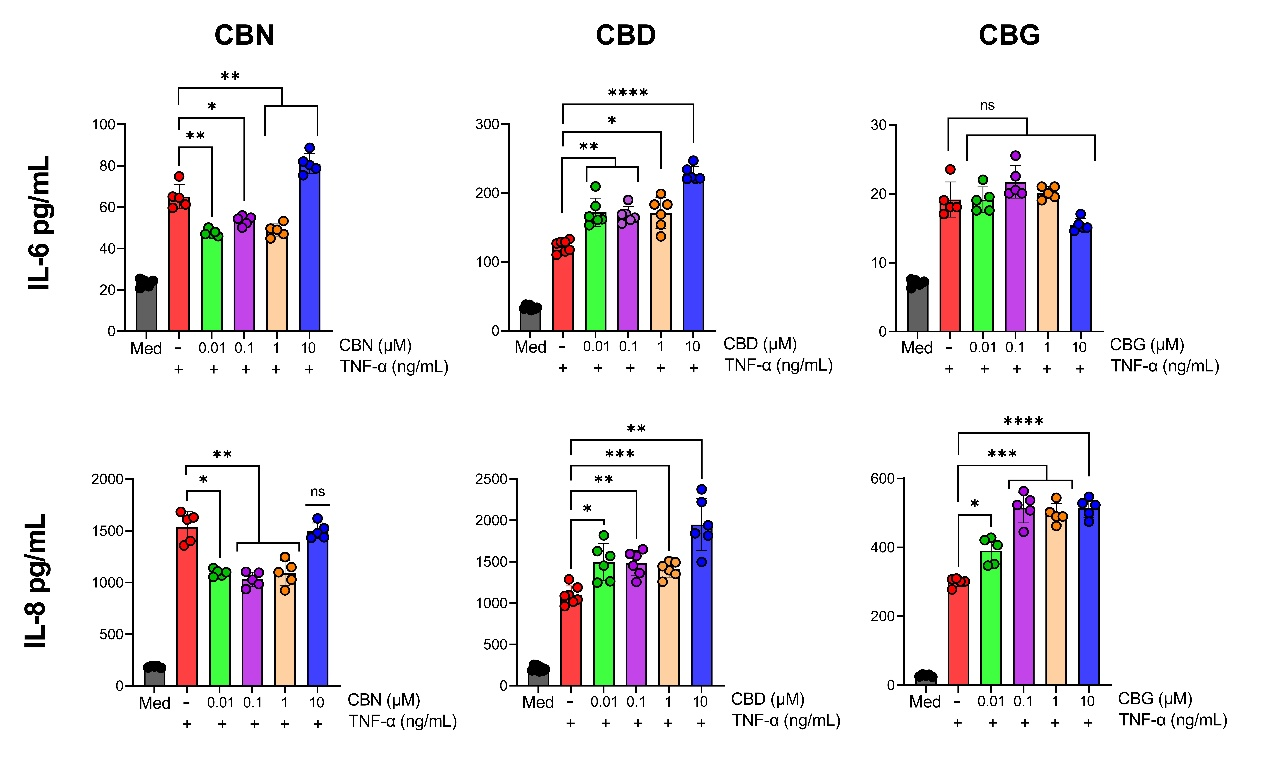 CBN CBD CBG
IL-6 pg/mL
** * **
100 80 60 40 20 0
Med - 0.01 0.1 1 10 CBN (µM)
+ + + + + TNF-α (ng/mL)
**** * **
300 200 100 0
Med - 0.01 0.1 1 10 CBD (µM)
+ + + + + TNF-α (ng/mL)
ns
30 20 10 0
Med - 0.01 0.1 1 10 CBG (µM)
+ + + + + TNF-α (ng/mL)
IL-8 pg/mL
** * ns
2000 1500 1000 500 0
Med - 0.01 0.1 1 10 CBN (µM)
+ + + + + TNF-α (ng/mL)
** *** ** *
2500 2000 1500 1000 500 0
Med - 0.01 0.1 1 10 CBD (µM)
+ + + + + TNF-α (ng/mL)
**** *** *
600 400 200 0
Med - 0.01 0.1 1 10 CBG (µM)
+ + + + + TNF-α (ng/mL)